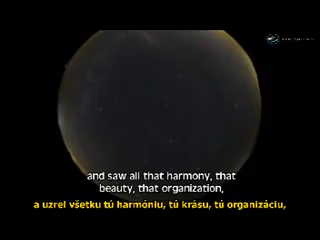 and saw all that harmony, that
beauty, that organization,
a uzrel všetku tú harmóniu, tú krásu, tú organizáciu,